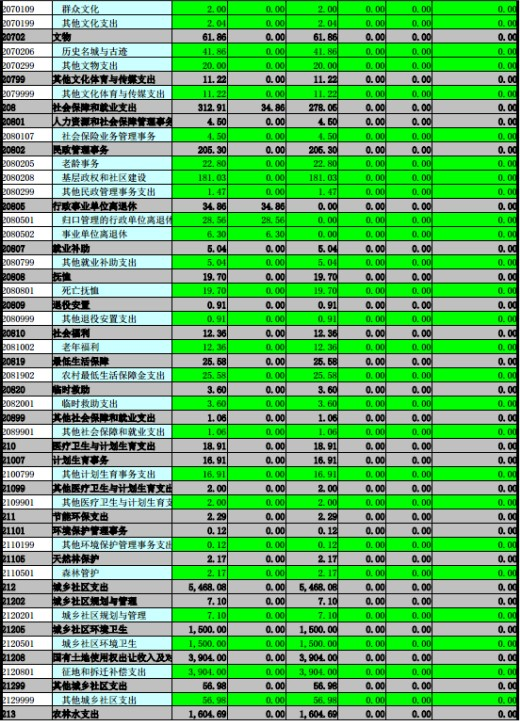 2070109 群众文化 2.00 0.00 2.00 0.00 0.00 0.00
2070199 其他文化支出 2.04 0.00 2.04 0.00 0.00 0.00
20702 文物 61.86 0.00 61.86 0.00 0.00 0.00
2070206 历史名城与古迹 41.86 0.00 41.86 0.00 0.00 0.00
2070299 其他文物支出 20.00 0.00 20.00 0.00 0.00 0.00
20799 其他文化体育与传媒支出 11.22 0.00 11.22 0.00 0.00 0.00
2079999 其他文化体育与传媒支出 11.22 0.00 11.22 0.00 0.00 0.00
208 社会保障和就业支出 312.91 34.86 278.05 0.00 0.00 0.00
20801 人力资源和社会保障管理事务 4.50 0.00 4.50 0.00 0.00 0.00
2080107 社会保险业务管理事务 4.50 0.00 4.50 0.00 0.00 0.00
20802 民政管理事务 205.30 0.00 205.30 0.00 0.00 0.00
2080205 老龄事务 22.80 0.00 22.80 0.00 0.00 0.00
2080208 基层政权和社区建设 181.03 0.00 181.03 0.00 0.00 0.00
2080299 其他民政管理事务支出 1.47 0.00 1.47 0.00 0.00 0.00
20805 行政事业单位离退休 34.86 34.86 0.00 0.00 0.00 0.00
2080501 归口管理的行政单位离退休 28.56 28.56 0.00 0.00 0.00 0.00
2080502 事业单位离退休 6.30 6.30 0.00 0.00 0.00 0.00
20807 就业补助 5.04 0.00 5.04 0.00 0.00 0.00
2080799 其他就业补助支出 5.04 0.00 5.04 0.00 0.00 0.00
20808 抚恤 19.70 0.00 19.70 0.00 0.00 0.00
2080801 死亡抚恤 19.70 0.00 19.70 0.00 0.00 0.00
20809 退役安置 0.91 0.00 0.91 0.00 0.00 0.00
2080999 其他退役安置支出 0.91 0.00 0.91 0.00 0.00 0.00
20810 社会福利 12.36 0.00 12.36 0.00 0.00 0.00
2081002 老年福利 12.36 0.00 12.36 0.00 0.00 0.00
20819 最低生活保障 25.58 0.00 25.58 0.00 0.00 0.00
2081902 农村最低生活保障金支出 25.58 0.00 25.58 0.00 0.00 0.00
20820 临时救助 3.60 0.00 3.60 0.00 0.00 0.00
2082001 临时救助支出 3.60 0.00 3.60 0.00 0.00 0.00
20899 其他社会保障和就业支出 1.06 0.00 1.06 0.00 0.00 0.00
2089901 其他社会保障和就业支出 1.06 0.00 1.06 0.00 0.00 0.00
210 医疗卫生与计划生育支出 18.91 0.00 18.91 0.00 0.00 0.00
21007 计划生育事务 16.91 0.00 16.91 0.00 0.00 0.00
2100799 其他计划生育事务支出 16.91 0.00 16.91 0.00 0.00 0.00
21099 其他医疗卫生与计划生育支出 2.00 0.00 2.00 0.00 0.00 0.00
2109901 其他医疗卫生与计划生育支 2.00 0.00 2.00 0.00 0.00 0.00
211 节能环保支出 2.29 0.00 2.29 0.00 0.00 0.00
21101 环境保护管理事务 0.12 0.00 0.12 0.00 0.00 0.00
2110199 其他环境保护管理事务支出 0.12 0.00 0.12 0.00 0.00 0.00
21105 天然林保护 2.17 0.00 2.17 0.00 0.00 0.00
2110501 森林管护 2.17 0.00 2.17 0.00 0.00 0.00
212 城乡社区支出 5,468.08 0.00 5,468.08 0.00 0.00 0.00
21202 城乡社区规划与管理 7.10 0.00 7.10 0.00 0.00 0.00
2120201 城乡社区规划与管理 7.10 0.00 7.10 0.00 0.00 0.00
21205 城乡社区环境卫生 1,500.00 0.00 1,500.00 0.00 0.00 0.00
2120501 城乡社区环境卫生 1,500.00 0.00 1,500.00 0.00 0.00 0.00
21208 国有土地使用权出让收入及对 3,904.00 0.00 3,904.00 0.00 0.00 0.00
2120801 征地和拆迁补偿支出 3,904.00 0.00 3,904.00 0.00 0.00 0.00
21299 其他城乡社区支出 56.98 0.00 56.98 0.00 0.00 0.00
2129999 其他城乡社区支出 56.98 0.00 56.98 0.00 0.00 0.00
213 农林水支出 1,604.69 0.00 1,604.69 0.00 0.00 0.00